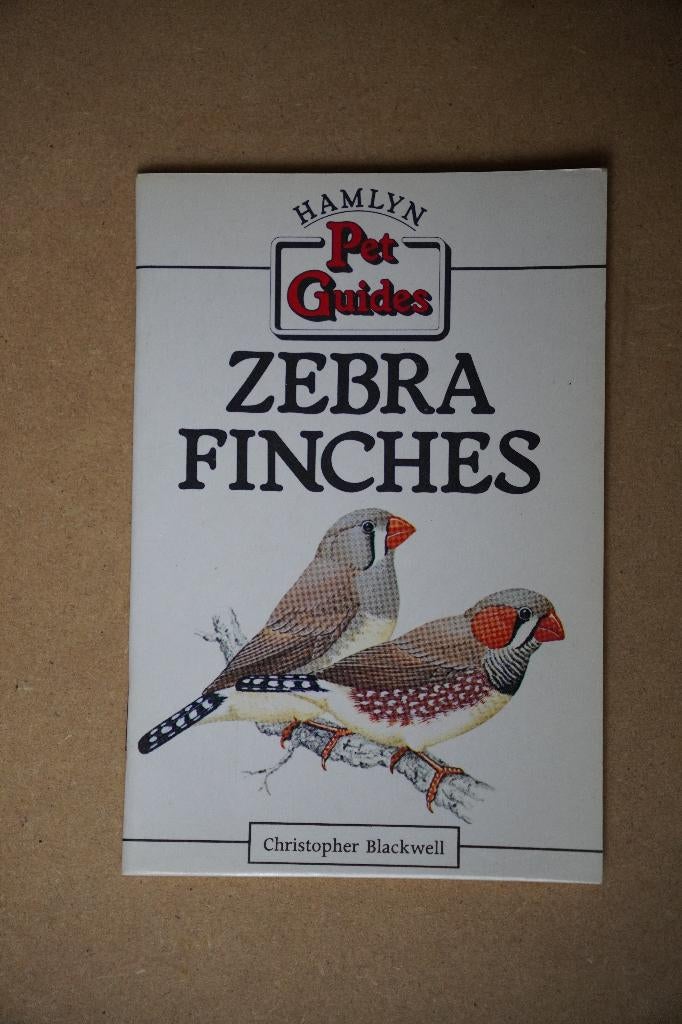 HAMLYN
Pet
Guides
ZEBRA
FINCHES
Christopher Blackwell